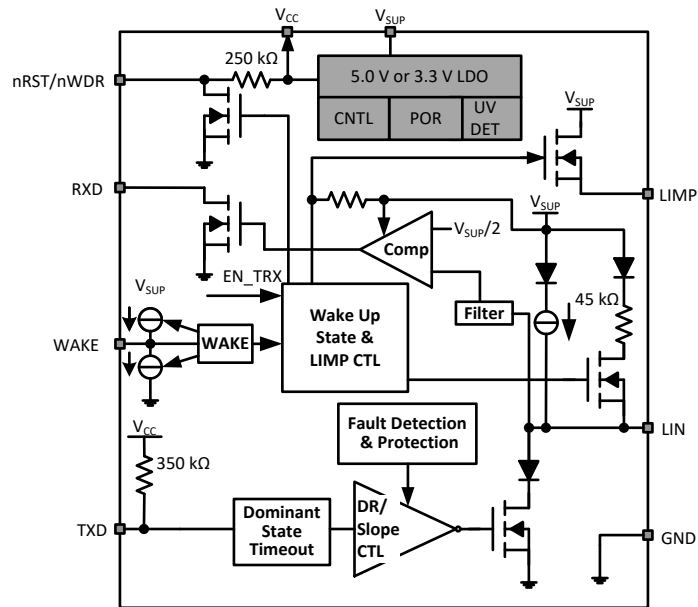 VCC
VSUP
250 kΩ
nRST/nWDR
5.0 V or 3.3 V LDO
CNTL
POR
UV
DET
VSUP
RXD
LIMP
VSUP
Comp
VSUP/2
EN_TRX
VSUP
Wake Up
State &
LIMP CTL
Filter
45 kΩ
WAKE
WAKE
Fault Detection
& Protection
LIN
VCC
350 kΩ
TXD
Dominant
State
Timeout
DR/
Slope
CTL
GND